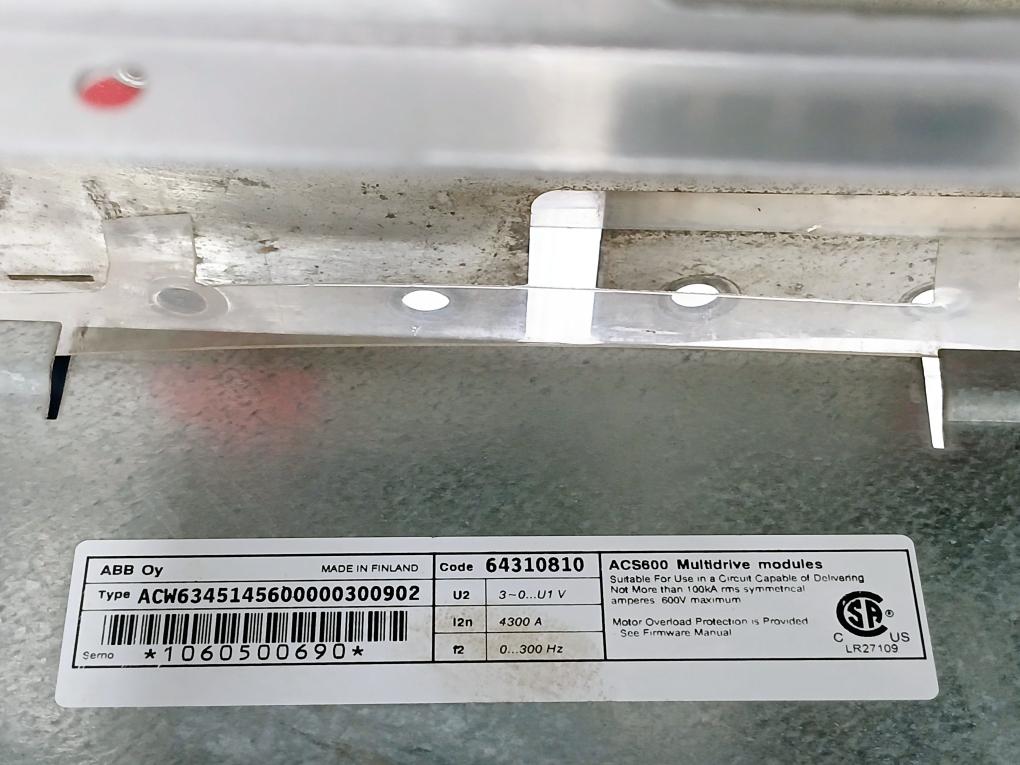 ABB Oy MADE IN FINLAND
Type ACW6345145600000300902
Serno *1060500690*
Code 64310810
U2 3~0...U1 V
I2n 4300 A
f2 0...300 Hz
ACS600 Multidrive modules
Suitable For Use in a Circuit Capable of Delivering
Not More than 100kA rms symmetrical
amperes 600V maximum
Motor Overload Protection is Provided
See Firmware Manual
CSA ®
C US
LR27109